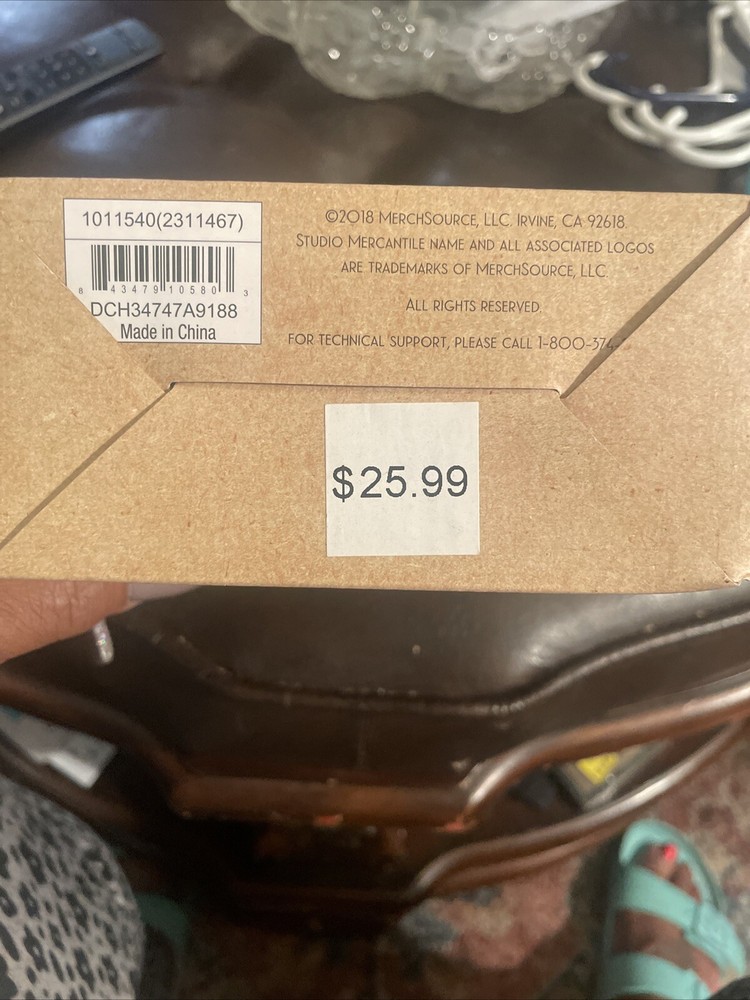 1011540(2311467)
8 43479 10580 3
DCH34747A9188
Made in China
©2018 MerchSource, LLC. Irvine, CA 92618.
Studio Mercantile name and all associated logos
are trademarks of MerchSource, LLC.
All rights reserved.
For technical support, please call 1-800-374-
$25.99